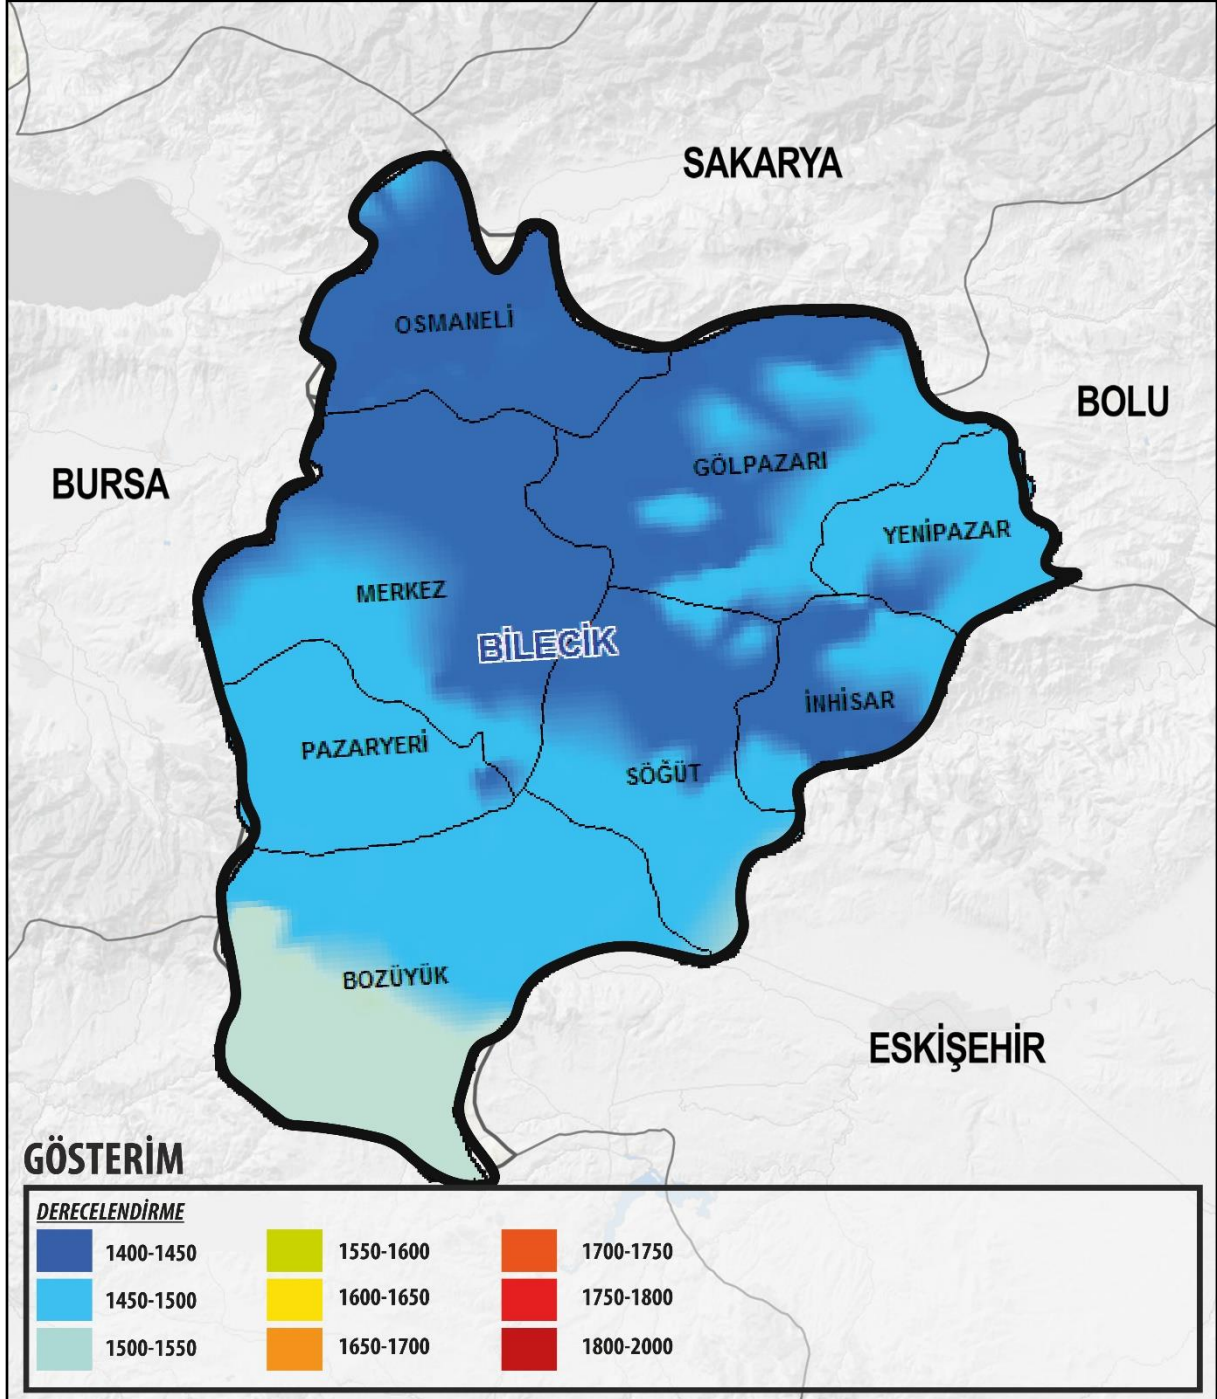 SAKARYA
OSMANELİ
BOLU
GÖLPAZARI
BURSA
YENİPAZAR
MERKEZ
BİLECİK
İNHİSAR
PAZARYERİ
SÖĞÜT
BOZÜYÜK
ESKİŞEHİR
GÖSTERİM
DERECELENDİRME
1400-1450
1450-1500
1500-1550
1550-1600
1600-1650
1650-1700
1700-1750
1750-1800
1800-2000